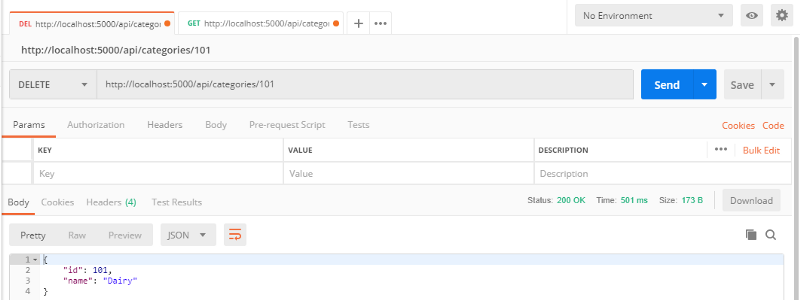 DEL http://localhost:5000/api/categor GET http://localhost:5000/api/categor + ••• No Environment
http://localhost:5000/api/categories/101
DELETE http://localhost:5000/api/categories/101 Send Save
Params Authorization Headers Body Pre-request Script Tests Cookies Code
KEY VALUE DESCRIPTION ••• Bulk Edit
Key Value Description
Body Cookies Headers (4) Test Results Status: 200 OK Time: 501 ms Size: 173 B Download
Pretty Raw Preview JSON
1 {
2 "id": 101,
3 "name": "Dairy"
4 }